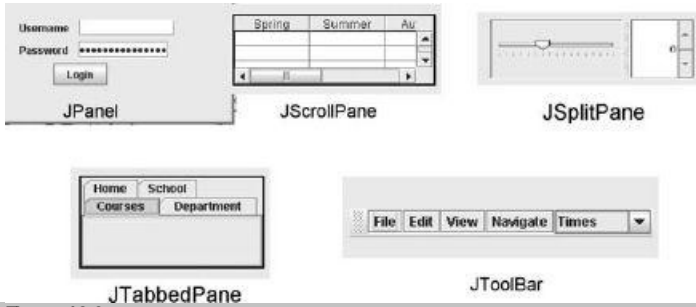 Username
Password
Login
JPanel
Spring Summer Au
JScrollPane
0
JSplitPane
Home School
Courses Department
JTabbedPane
File Edit View Navigate Times
JToolBar